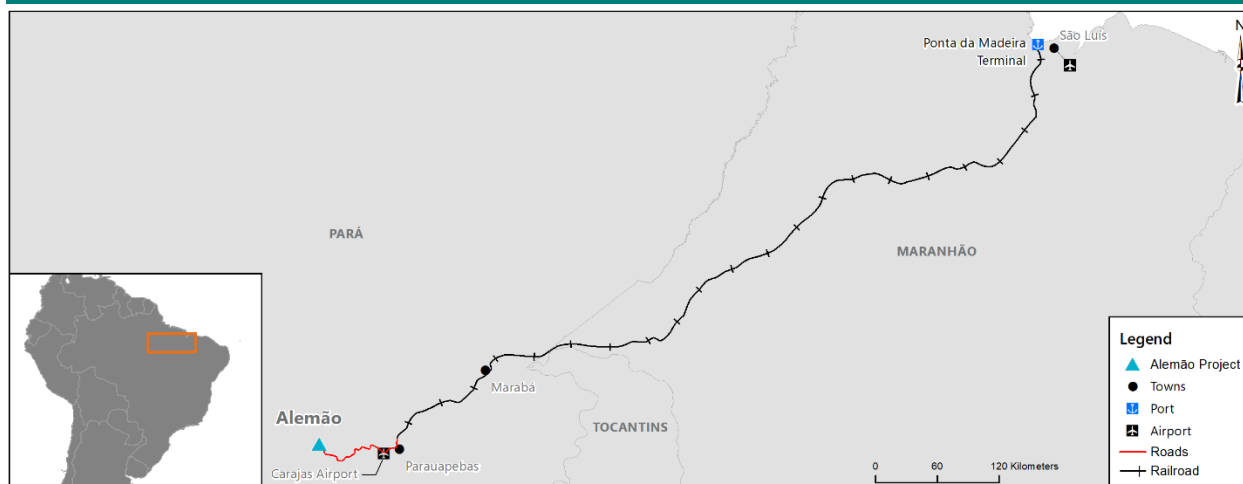 Ponta da Madeira
Terminal
São Luis
N
PARÁ
MARANHÃO
Marabá
Alemão
TOCANTINS
Carajas Airport
Parauapebas
0 60 120 Kilometers
Legend
Alemão Project
Towns
Port
Airport
Roads
Railroad